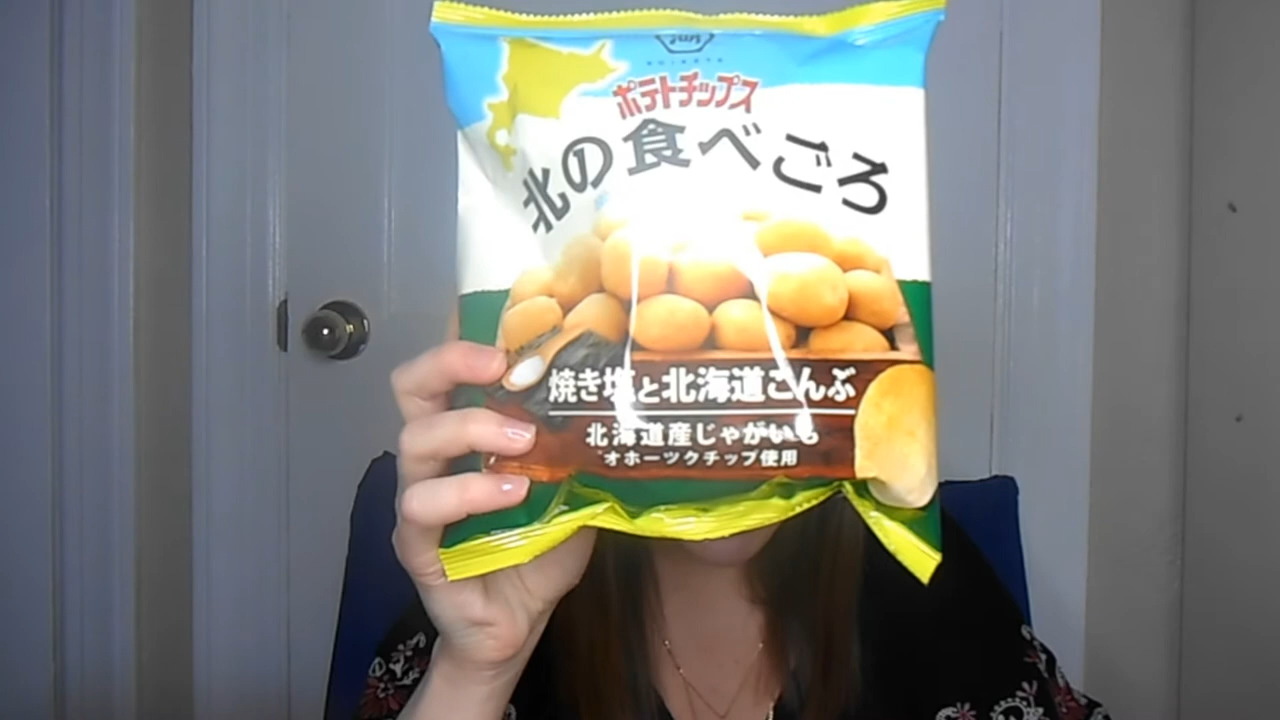 湖
KOIKEYA
ポテトチップス
北の食べごろ
焼き塩と北海道こんぶ
北海道産じゃがいも
オホーツクチップ使用